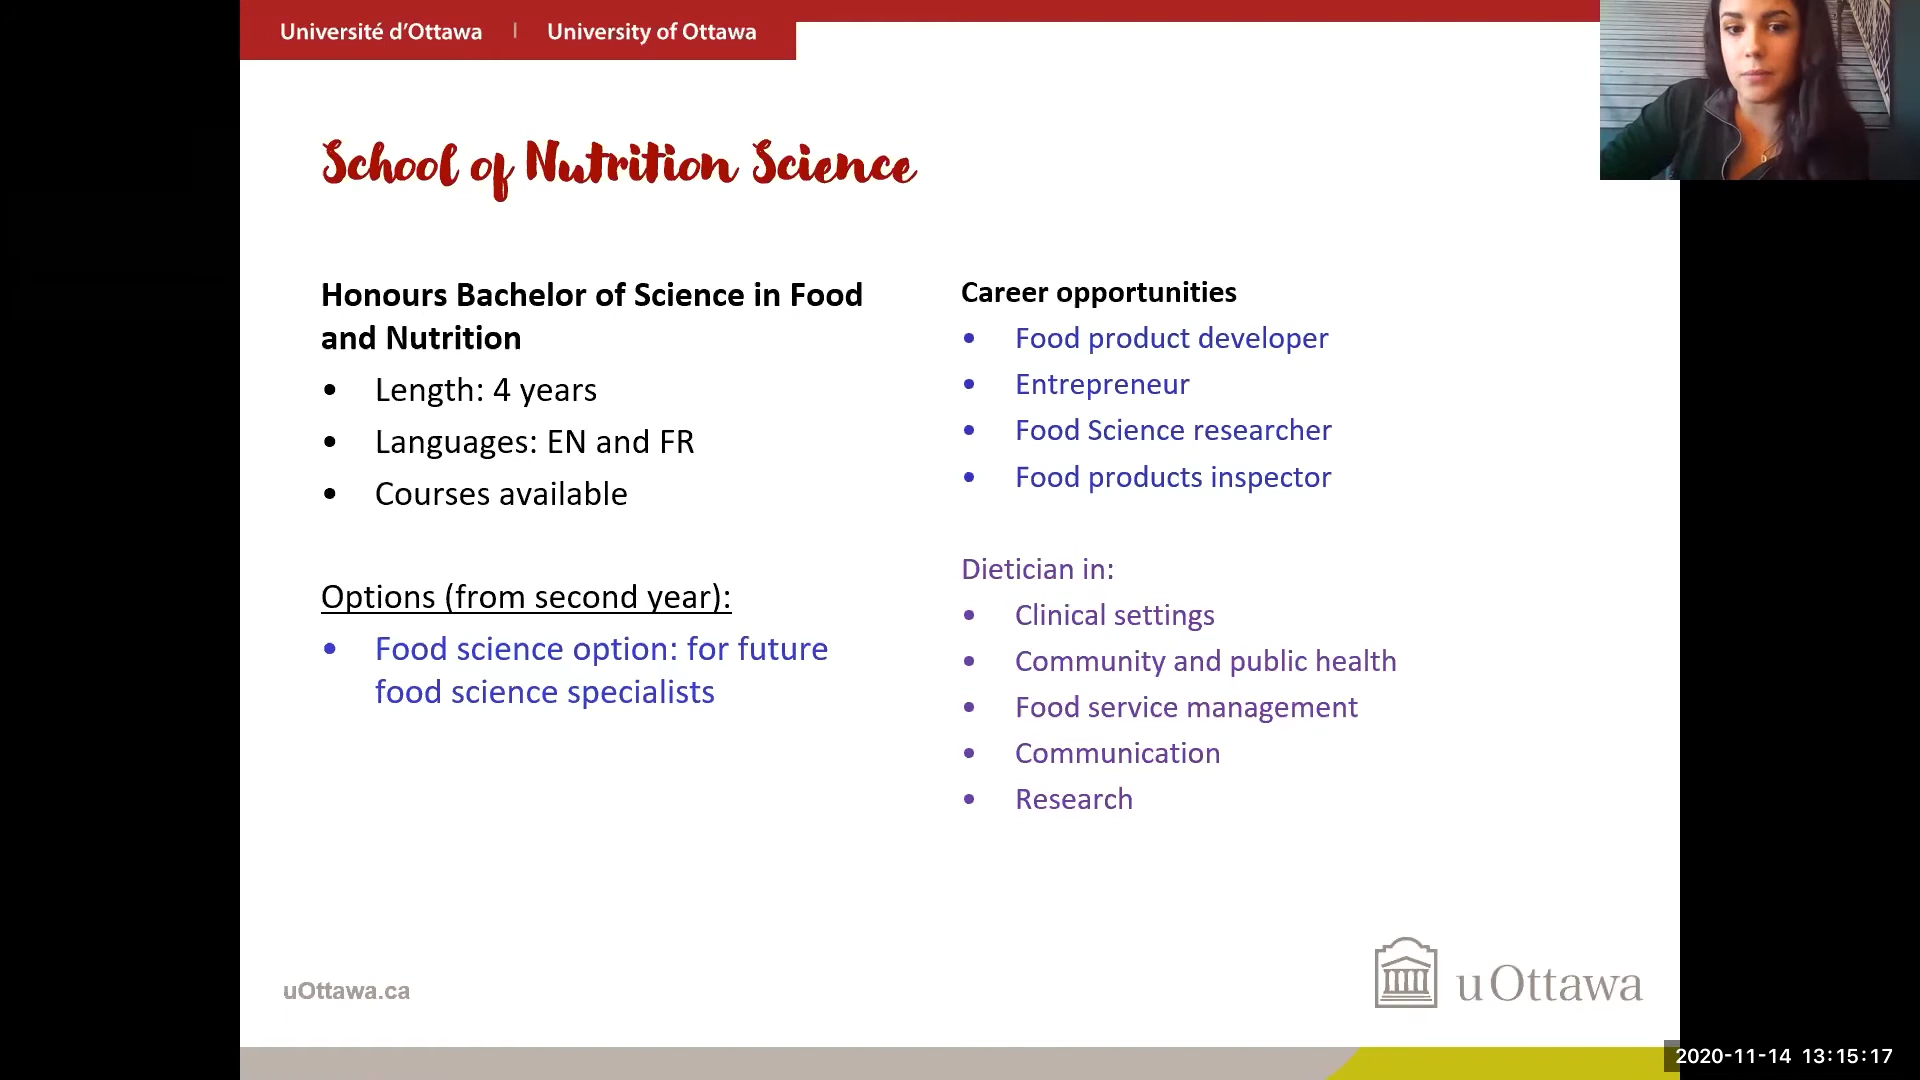 Université d'Ottawa | University of Ottawa
School of Nutrition Science
Honours Bachelor of Science in Food
and Nutrition
• Length: 4 years
• Languages: EN and FR
• Courses available
Options (from second year):
• Food science option: for future
food science specialists
Career opportunities
• Food product developer
• Entrepreneur
• Food Science researcher
• Food products inspector
Dietician in:
• Clinical settings
• Community and public health
• Food service management
• Communication
• Research
uOttawa.ca
uOttawa
2020-11-14 13:15:17